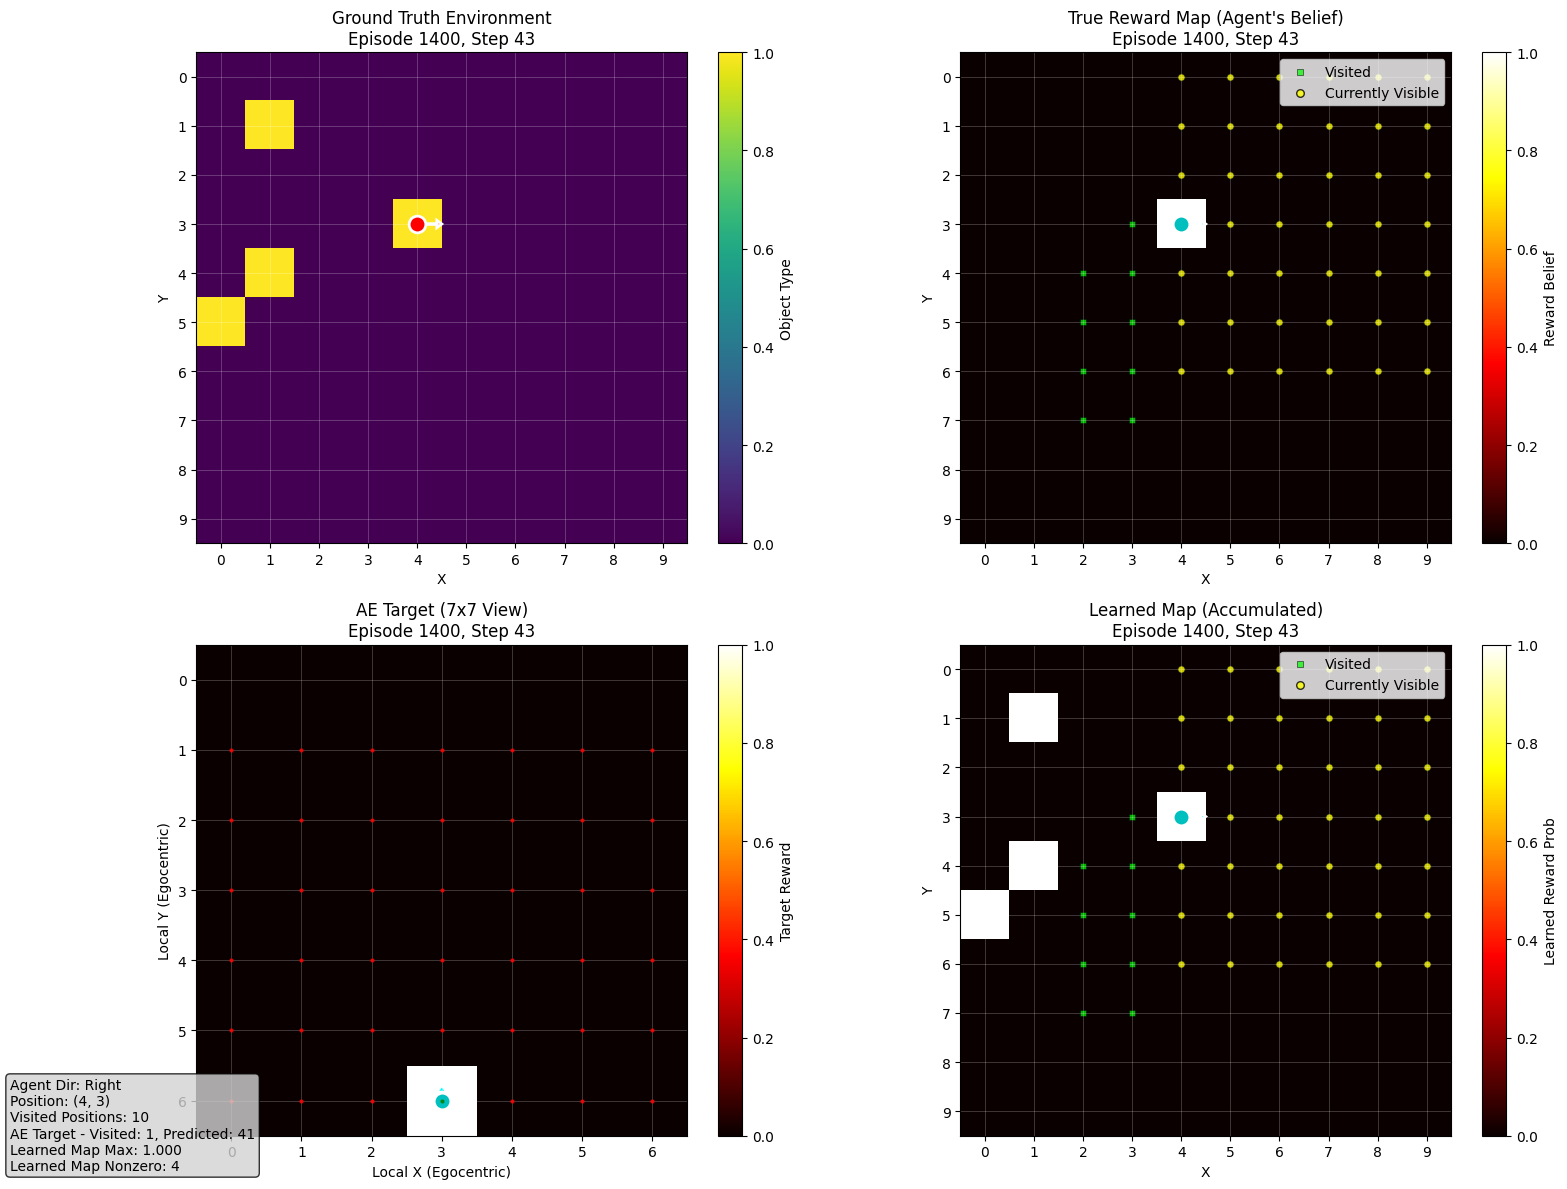 Ground Truth Environment
Episode 1400, Step 43
0
1
2
3
4
5
6
7
8
9
Y
0 1 2 3 4 5 6 7 8 9
X
1.0
0.8
0.6
0.4
0.2
0.0
Object Type
True Reward Map (Agent's Belief)
Episode 1400, Step 43
Visited
Currently Visible
0
1
2
3
4
5
6
7
8
9
Y
0 1 2 3 4 5 6 7 8 9
X
1.0
0.8
0.6
0.4
0.2
0.0
Reward Belief
AE Target (7x7 View)
Episode 1400, Step 43
0
1
2
3
4
5
6
Local Y (Egocentric)
0 1 2 3 4 5 6
Local X (Egocentric)
1.0
0.8
0.6
0.4
0.2
0.0
Target Reward
Agent Dir: Right
Position: (4, 3)
Visited Positions: 10
AE Target - Visited: 1, Predicted: 41
Learned Map Max: 1.000
Learned Map Nonzero: 4
Learned Map (Accumulated)
Episode 1400, Step 43
Visited
Currently Visible
0
1
2
3
4
5
6
7
8
9
Y
0 1 2 3 4 5 6 7 8 9
X
1.0
0.8
0.6
0.4
0.2
0.0
Learned Reward Prob